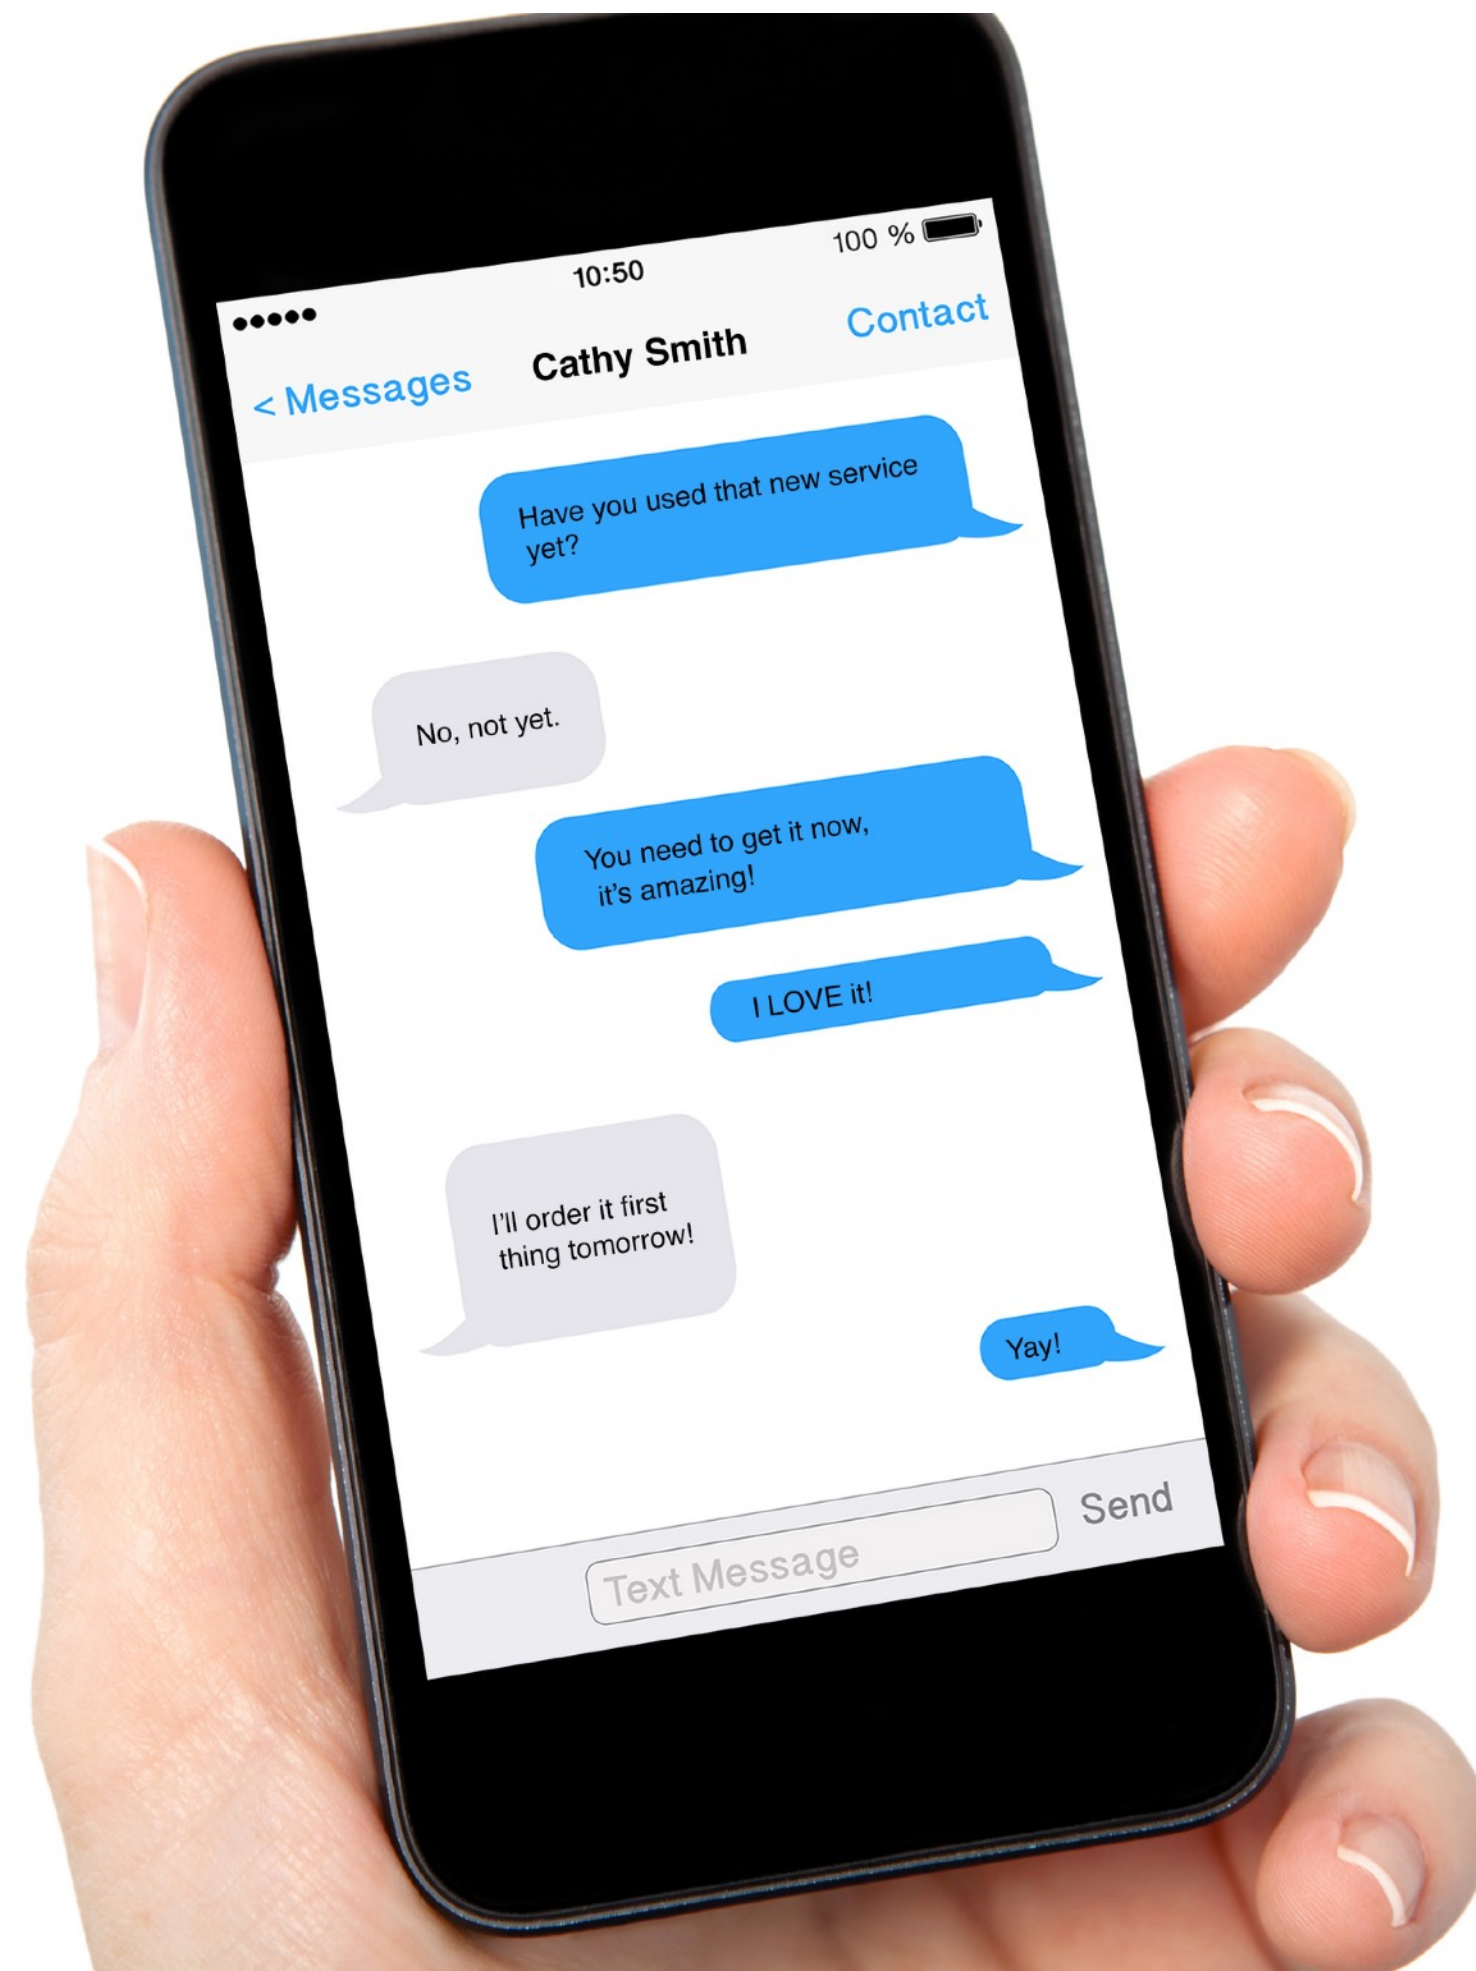 10:50
100 %
< Messages
Cathy Smith
Contact
Have you used that new service
yet?
No, not yet.
You need to get it now,
it's amazing!
I LOVE it!
I'll order it first
thing tomorrow!
Yay!
Text Message
Send